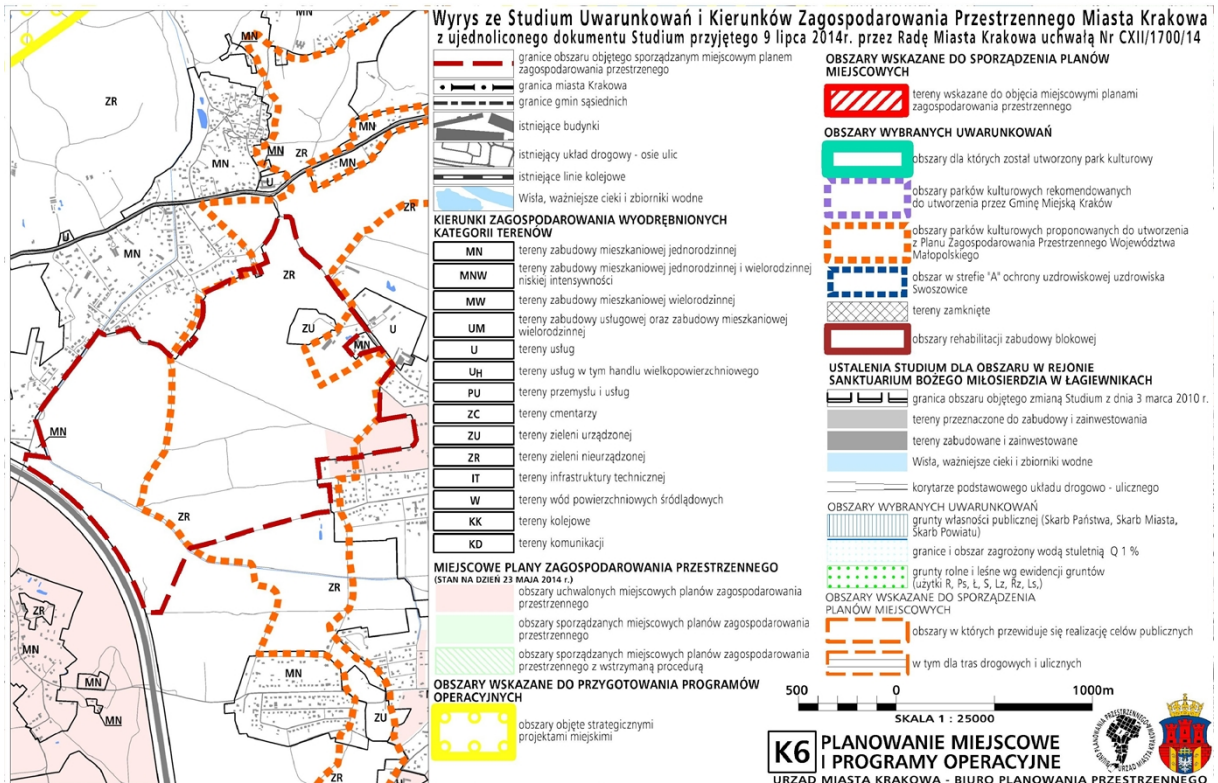 Wyrys ze Studium Uwarunkowań i Kierunków Zagospodarowania Przestrzennego Miasta Krakowa
z ujednoliconego dokumentu Studium przyjętego 9 lipca 2014r. przez Radę Miasta Krakowa uchwałą Nr CXII/1700/14
granice obszaru objętego sporządzanym miejscowym planem
zagospodarowania przestrzenego
granica miasta Krakowa
granice gmin sąsiednich
istniejące budynki
istniejący układ drogowy - osie ulic
istniejące linie kolejowe
Wisła, ważniejsze cieki i zbiorniki wodne
KIERUNKI ZAGOSPODAROWANIA WYODRĘBNIONYCH
KATEGORII TERENÓW
MN tereny zabudowy mieszkaniowej jednorodzinnej
MNW tereny zabudowy mieszkaniowej jednorodzinnej i wielorodzinnej
niskiej intensywności
MW tereny zabudowy mieszkaniowej wielorodzinnej
UM tereny zabudowy usługowej oraz zabudowy mieszkaniowej
wielorodzinnej
U tereny usług
UH tereny usług w tym handlu wielkopowierzchniowego
PU tereny przemysłu i usług
ZC tereny cmentarzy
ZU tereny zieleni urządzonej
ZR tereny zieleni nieurządzonej
IT tereny infrastruktury technicznej
W tereny wód powierzchniowych śródlądowych
KK tereny kolejowe
KD tereny komunikacji
MIEJSCOWE PLANY ZAGOSPODAROWANIA PRZESTRZENNEGO
(STAN NA DZIEŃ 23 MAJA 2014 r.)
obszary uchwalonych miejscowych planów zagospodarowania
przestrzennego
obszary sporządzanych miejscowych planów zagospodarowania
przestrzennego
obszary sporządzanych miejscowych planów zagospodarowania
przestrzennego z wstrzymaną procedurą
OBSZARY WSKAZANE DO PRZYGOTOWANIA PROGRAMÓW
OPERACYJNYCH
obszary objęte strategicznymi
projektami miejskimi
OBSZARY WSKAZANE DO SPORZĄDZENIA PLANÓW
MIEJSCOWYCH
tereny wskazane do objęcia miejscowymi planami
zagospodarowania przestrzennego
OBSZARY WYBRANYCH UWARUNKOWAŃ
obszary dla których został utworzony park kulturowy
obszary parków kulturowych rekomendowanych
do utworzenia przez Gminę Miejską Kraków
obszary parków kulturowych proponowanych do utworzenia
z Planu Zagospodarowania Przestrzennego Województwa
Małopolskiego
obszar w strefie "A" ochrony uzdrowiskowej uzdrowiska
Swoszowice
tereny zamknięte
obszary rehabilitacji zabudowy blokowej
USTALENIA STUDIUM DLA OBSZARU W REJONIE
SANKTUARIUM BOŻEGO MIŁOSIERDZIA W ŁAGIEWNIKACH
granica obszaru objętego zmianą Studium z dnia 3 marca 2010 r.
tereny przeznaczone do zabudowy i zainwestowania
tereny zabudowane i zainwestowane
Wisła, ważniejsze cieki i zbiorniki wodne
korytarze podstawowego układu drogowo - ulicznego
OBSZARY WYBRANYCH UWARUNKOWAŃ
grunty własności publicznej (Skarb Państwa, Skarb Miasta,
Skarb Powiatu)
granice i obszar zagrożony wodą stuletnią Q 1 %
grunty rolne i leśne wg ewidencji gruntów
(użytki R, Ps, Ł, S, Lz, Rz, Ls,)
OBSZARY WSKAZANE DO SPORZĄDZENIA
PLANÓW MIEJSCOWYCH
obszary w których przewiduje się realizację celów publicznych
w tym dla tras drogowych i ulicznych
500 0 1000m
SKALA 1 : 25000
K6 PLANOWANIE MIEJSCOWE
I PROGRAMY OPERACYJNE
URZĄD MIASTA KRAKOWA - BIURO PLANOWANIA PRZESTRZENNEGO
MN
ZR
MN
MN
MN
ZR
MN
U
ZR
U
MN
ZR
ZU
U
MN
MN
ZR
ZR
ZR
MN
MN
MN
MN
ZU